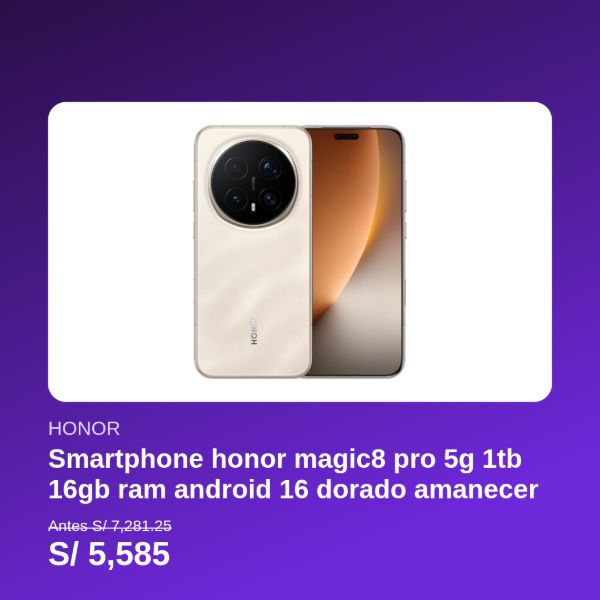 HONOR
HONOR
Smartphone honor magic8 pro 5g 1tb
16gb ram android 16 dorado amanecer
Antes S/ 7,281.25
S/ 5,585